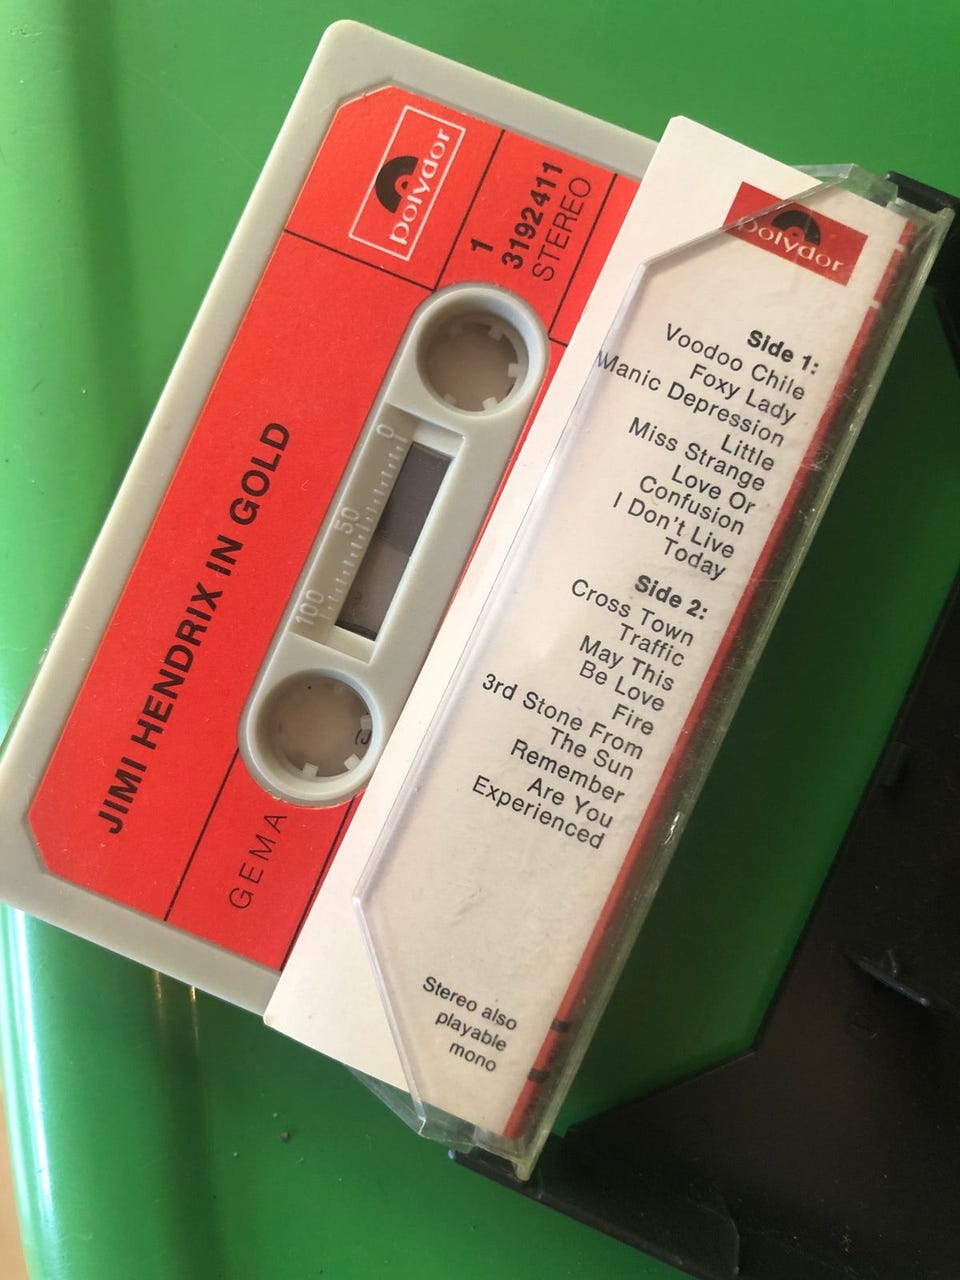 polydor
1
3192411
STEREO
JIMI HENDRIX IN GOLD
0
50
100
GEMA
polydor
Side 1:
Voodoo Chile
Foxy Lady
Manic Depression
Little
Miss Strange
Love Or
Confusion
I Don't Live
Today
Side 2:
Cross Town
Traffic
May This
Be Love
Fire
3rd Stone From
The Sun
Remember
Are You
Experienced
Stereo also
playable
mono